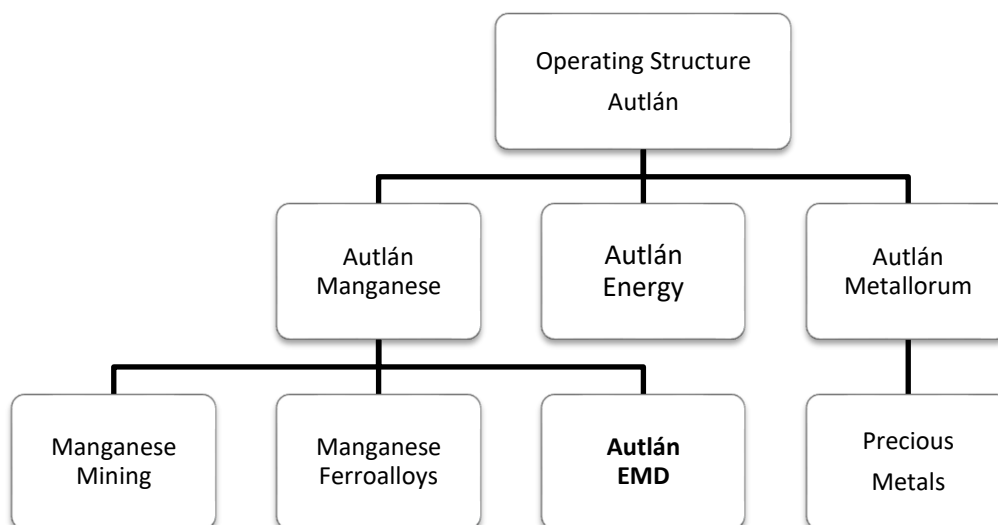 Operating Structure
Autlán
Autlán
Manganese
Autlán
Energy
Autlán
Metallorum
Manganese
Mining
Manganese
Ferroalloys
Autlán
EMD
Precious
Metals